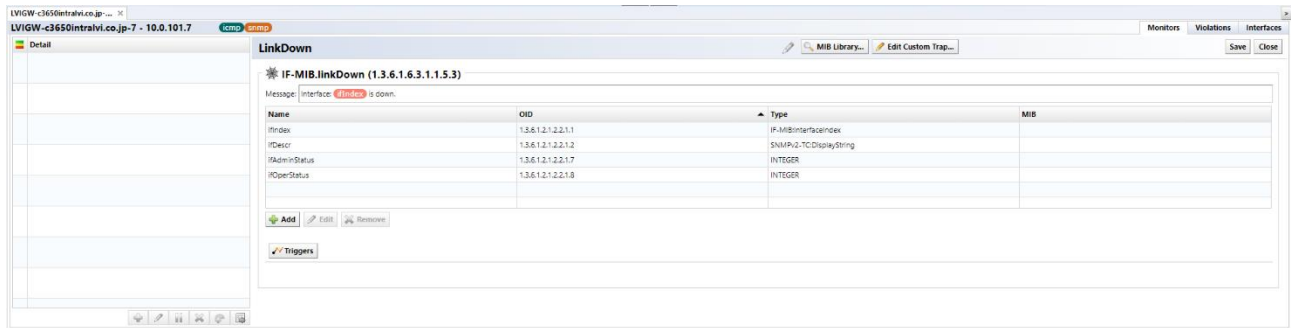 LVIGW-c3650intralvi.co.jp-...
LVIGW-c3650intralvi.co.jp-7 - 10.0.101.7 icmp snmp Monitors Violations Interfaces
Detail
LinkDown MIB Library... Edit Custom Trap... Save Close
IF-MIB.linkDown (1.3.6.1.6.3.1.1.5.3)
Message: Interface: ifIndex is down.
Name OID Type MIB
ifIndex 1.3.6.1.2.1.2.2.1.1 IF-MIB:InterfaceIndex
ifDescr 1.3.6.1.2.1.2.2.1.2 SNMPv2-TC:DisplayString
ifAdminStatus 1.3.6.1.2.1.2.2.1.7 INTEGER
ifOperStatus 1.3.6.1.2.1.2.2.1.8 INTEGER
Add Edit Remove
Triggers